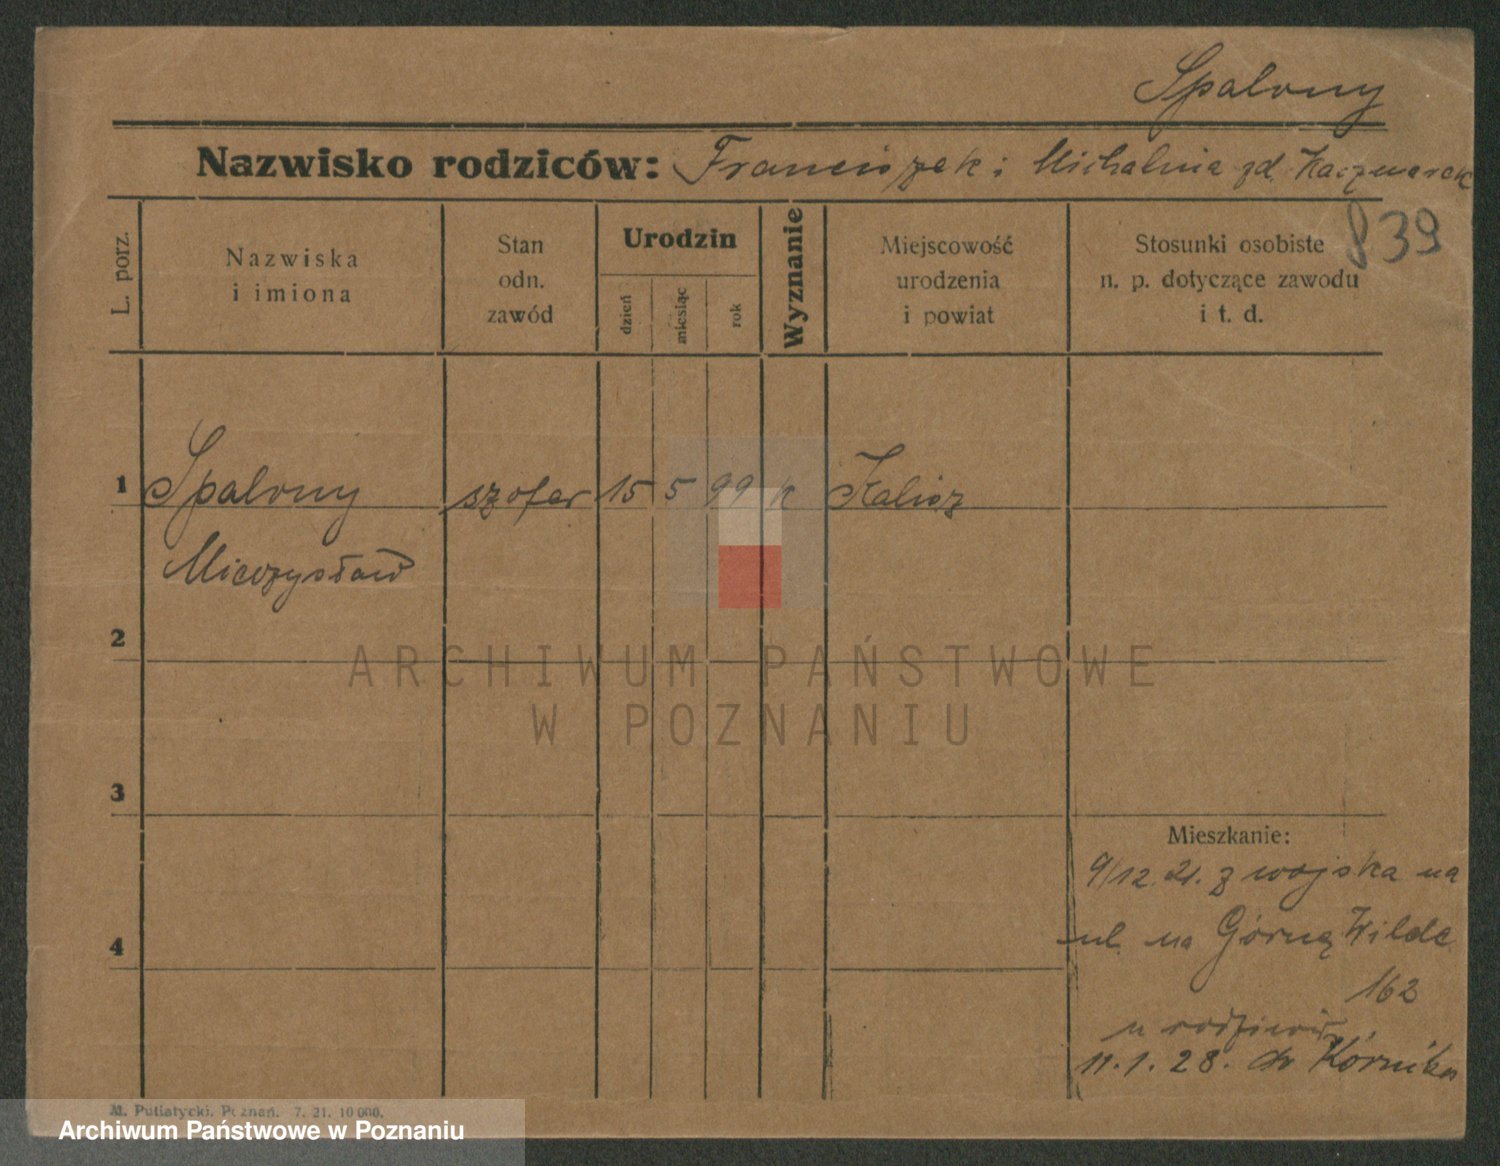 Spalony
Nazwisko rodziców: Franciszek i Michalina zd. Kaczmarek
839
L. porz.
Nazwiska
i imiona
Stan
odn.
zawód
Urodzin
dzień
miesiąc
rok
Wyznanie
Miejscowość
urodzenia
i powiat
Stosunki osobiste
n. p. dotyczące zawodu
i t. d.
1 Spalony szofer 15 5 99 k Kalisz
Mieczysław
2
ARCHIWUM PAŃSTWOWE
W POZNANIU
3
Mieszkanie:
9/12.21. z wojska na
ul. na Górną Wildę
4
162
u rodziców
11.1.28. do Kórnika
M. Putiatycki. Poznań. 7. 21. 10 000.
Archiwum Państwowe w Poznaniu